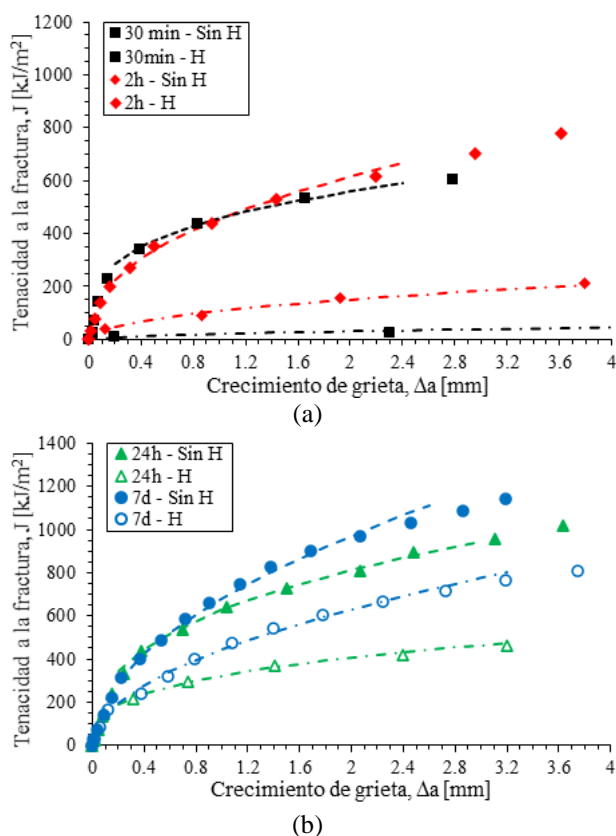 Tenacidad a la fractura, J [kJ/m²]
1200
1000
800
600
400
200
0
30 min - Sin H
30min - H
2h - Sin H
2h - H
0 0.4 0.8 1.2 1.6 2 2.4 2.8 3.2 3.6 4
Crecimiento de grieta, Δa [mm]
(a)
Tenacidad a la fractura, J [kJ/m²]
1400
1200
1000
800
600
400
200
0
24h - Sin H
24h - H
7d - Sin H
7d - H
0 0.4 0.8 1.2 1.6 2 2.4 2.8 3.2 3.6 4
Crecimiento de grieta, Δa [mm]
(b)